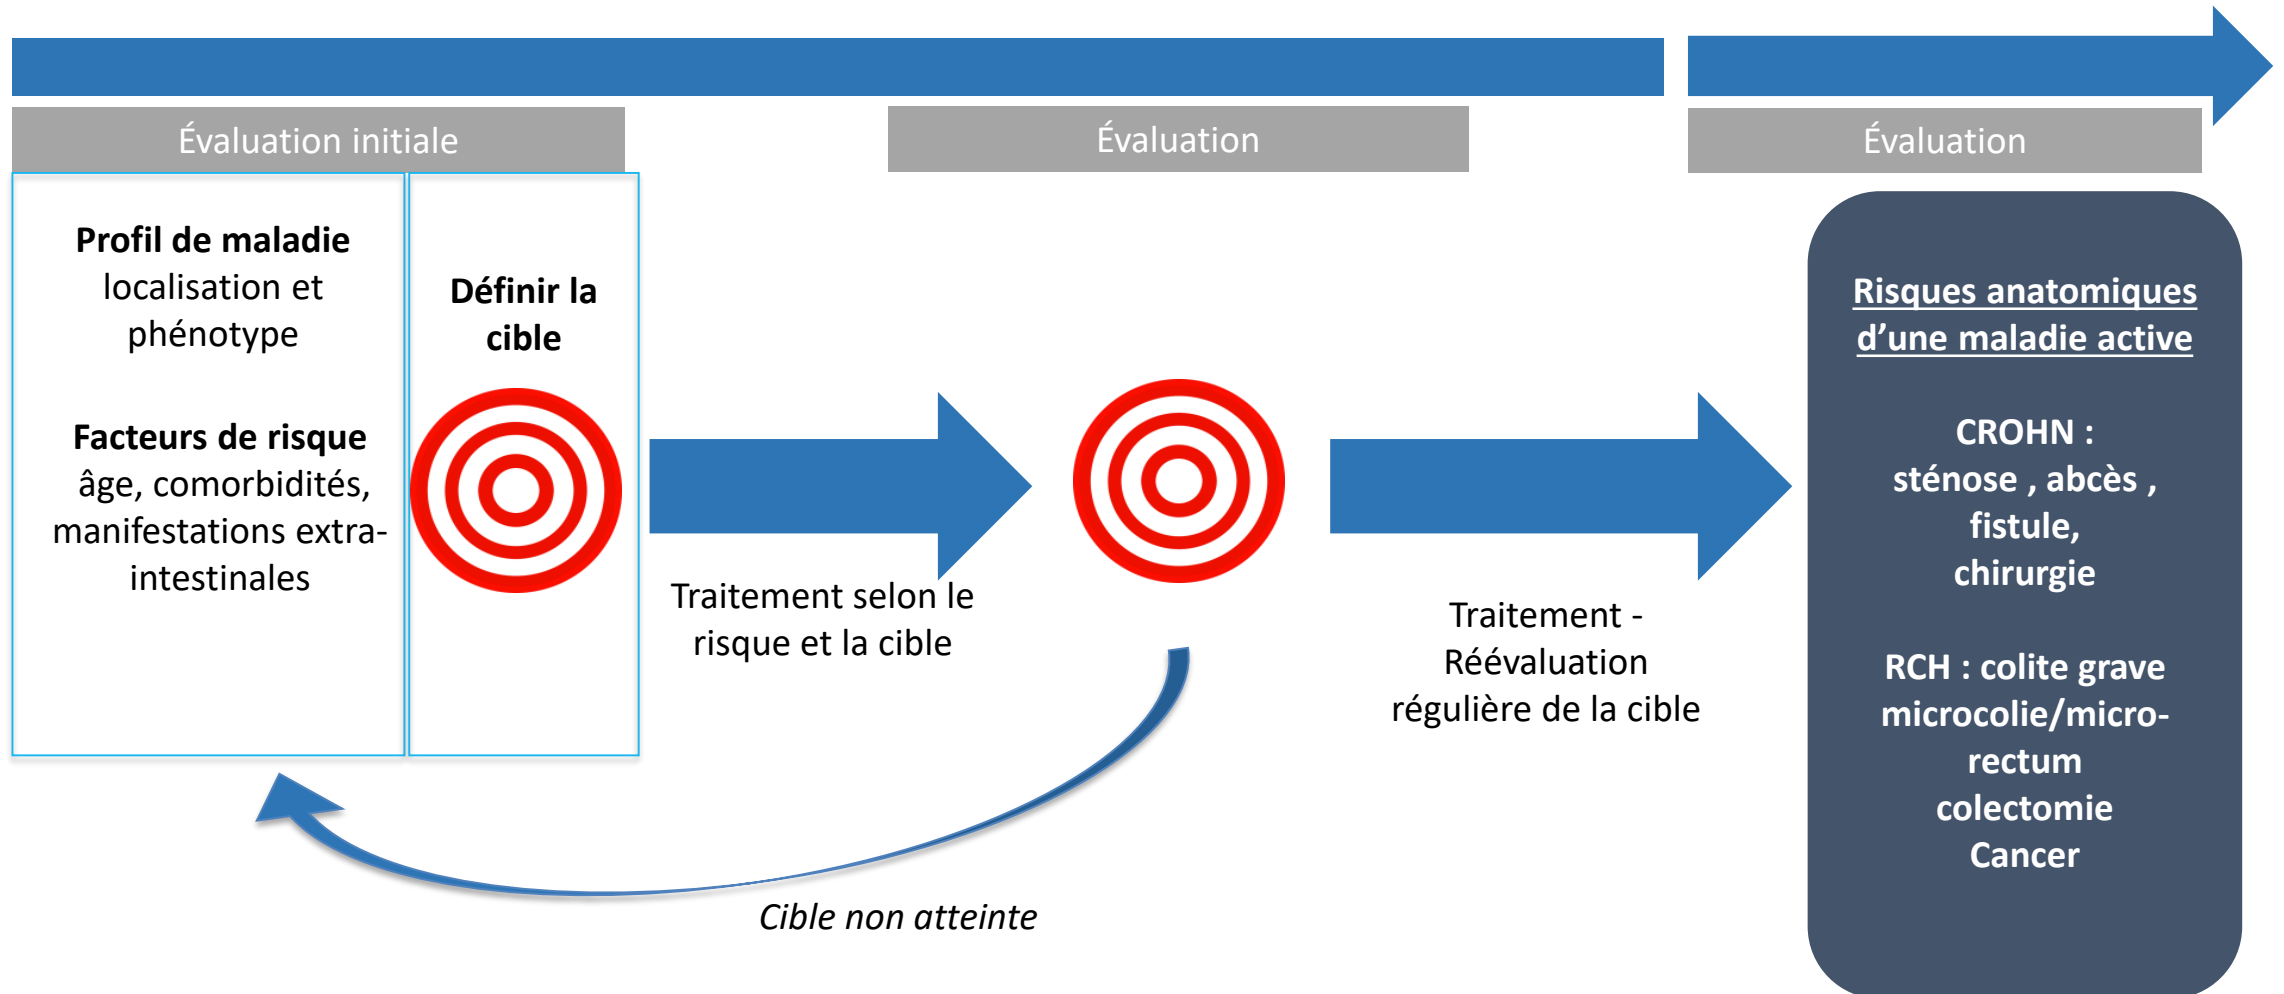 Évaluation initiale
Évaluation
Évaluation
Profil de maladie
localisation et
phénotype
Facteurs de risque
âge, comorbidités,
manifestations extra-
intestinales
Définir la
cible
Traitement selon le
risque et la cible
Cible non atteinte
Traitement -
Réévaluation
régulière de la cible
Risques anatomiques
d’une maladie active
CROHN :
sténose , abcès ,
fistule,
chirurgie
RCH : colite grave
microcolie/micro-
rectum
colectomie
Cancer